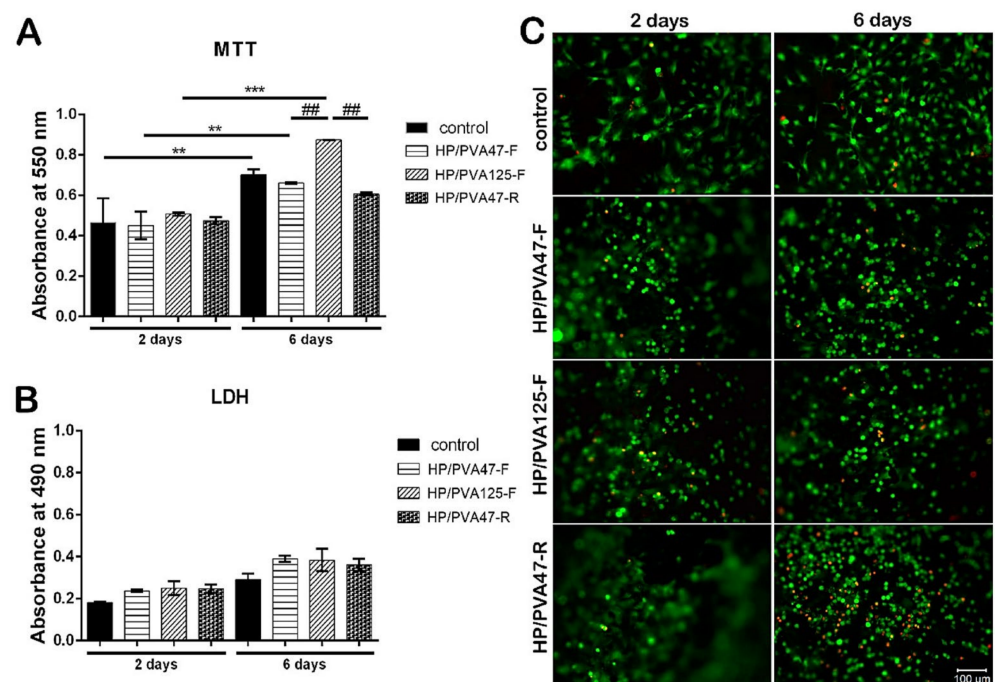 A
MTT
***
##
##
**
**
Absorbance at 550 nm
1.0
0.8
0.6
0.4
0.2
0.0
2 days
6 days
control
HP/PVA47-F
HP/PVA125-F
HP/PVA47-R
B
LDH
Absorbance at 490 nm
1.0
0.8
0.6
0.4
0.2
0.0
2 days
6 days
control
HP/PVA47-F
HP/PVA125-F
HP/PVA47-R
C
2 days
6 days
control
HP/PVA47-F
HP/PVA125-F
HP/PVA47-R
100 um